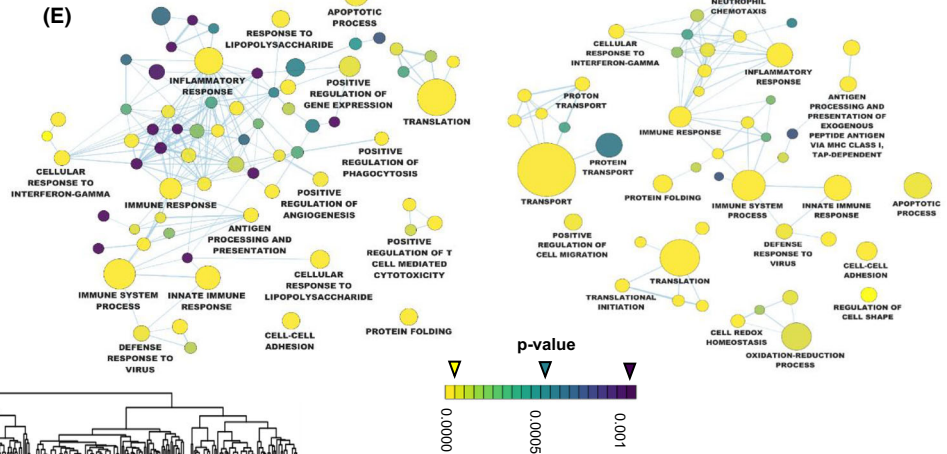 (E)
APOPTOTIC
PROCESS
RESPONSE TO
LIPOPOLYSACCHARIDE
INFLAMMATORY
RESPONSE
POSITIVE
REGULATION OF
GENE EXPRESSION
TRANSLATION
POSITIVE
REGULATION OF
PHAGOCYTOSIS
CELLULAR
RESPONSE TO
INTERFERON-GAMMA
IMMUNE RESPONSE
POSITIVE
REGULATION OF
ANGIOGENESIS
ANTIGEN
PROCESSING AND
PRESENTATION
POSITIVE
REGULATION OF T
CELL MEDIATED
CYTOTOXICITY
CELLULAR
RESPONSE TO
LIPOPOLYSACCHARIDE
IMMUNE SYSTEM
PROCESS
INNATE IMMUNE
RESPONSE
CELL-CELL
ADHESION
PROTEIN FOLDING
DEFENSE
RESPONSE TO
VIRUS
NEUTROPHIL
CHEMOTAXIS
CELLULAR
RESPONSE TO
INTERFERON-GAMMA
INFLAMMATORY
RESPONSE
PROTON
TRANSPORT
ANTIGEN
PROCESSING AND
PRESENTATION OF
EXOGENOUS
PEPTIDE ANTIGEN
VIA MHC CLASS I,
TAP-DEPENDENT
IMMUNE RESPONSE
PROTEIN
TRANSPORT
TRANSPORT
PROTEIN FOLDING
IMMUNE SYSTEM
PROCESS
INNATE IMMUNE
RESPONSE
APOPTOTIC
PROCESS
POSITIVE
REGULATION OF
CELL MIGRATION
DEFENSE
RESPONSE TO
VIRUS
CELL-CELL
ADHESION
TRANSLATION
TRANSLATIONAL
INITIATION
REGULATION OF
CELL SHAPE
CELL REDOX
HOMEOSTASIS
OXIDATION-REDUCTION
PROCESS
p-value
0.0000
0.0005
0.001